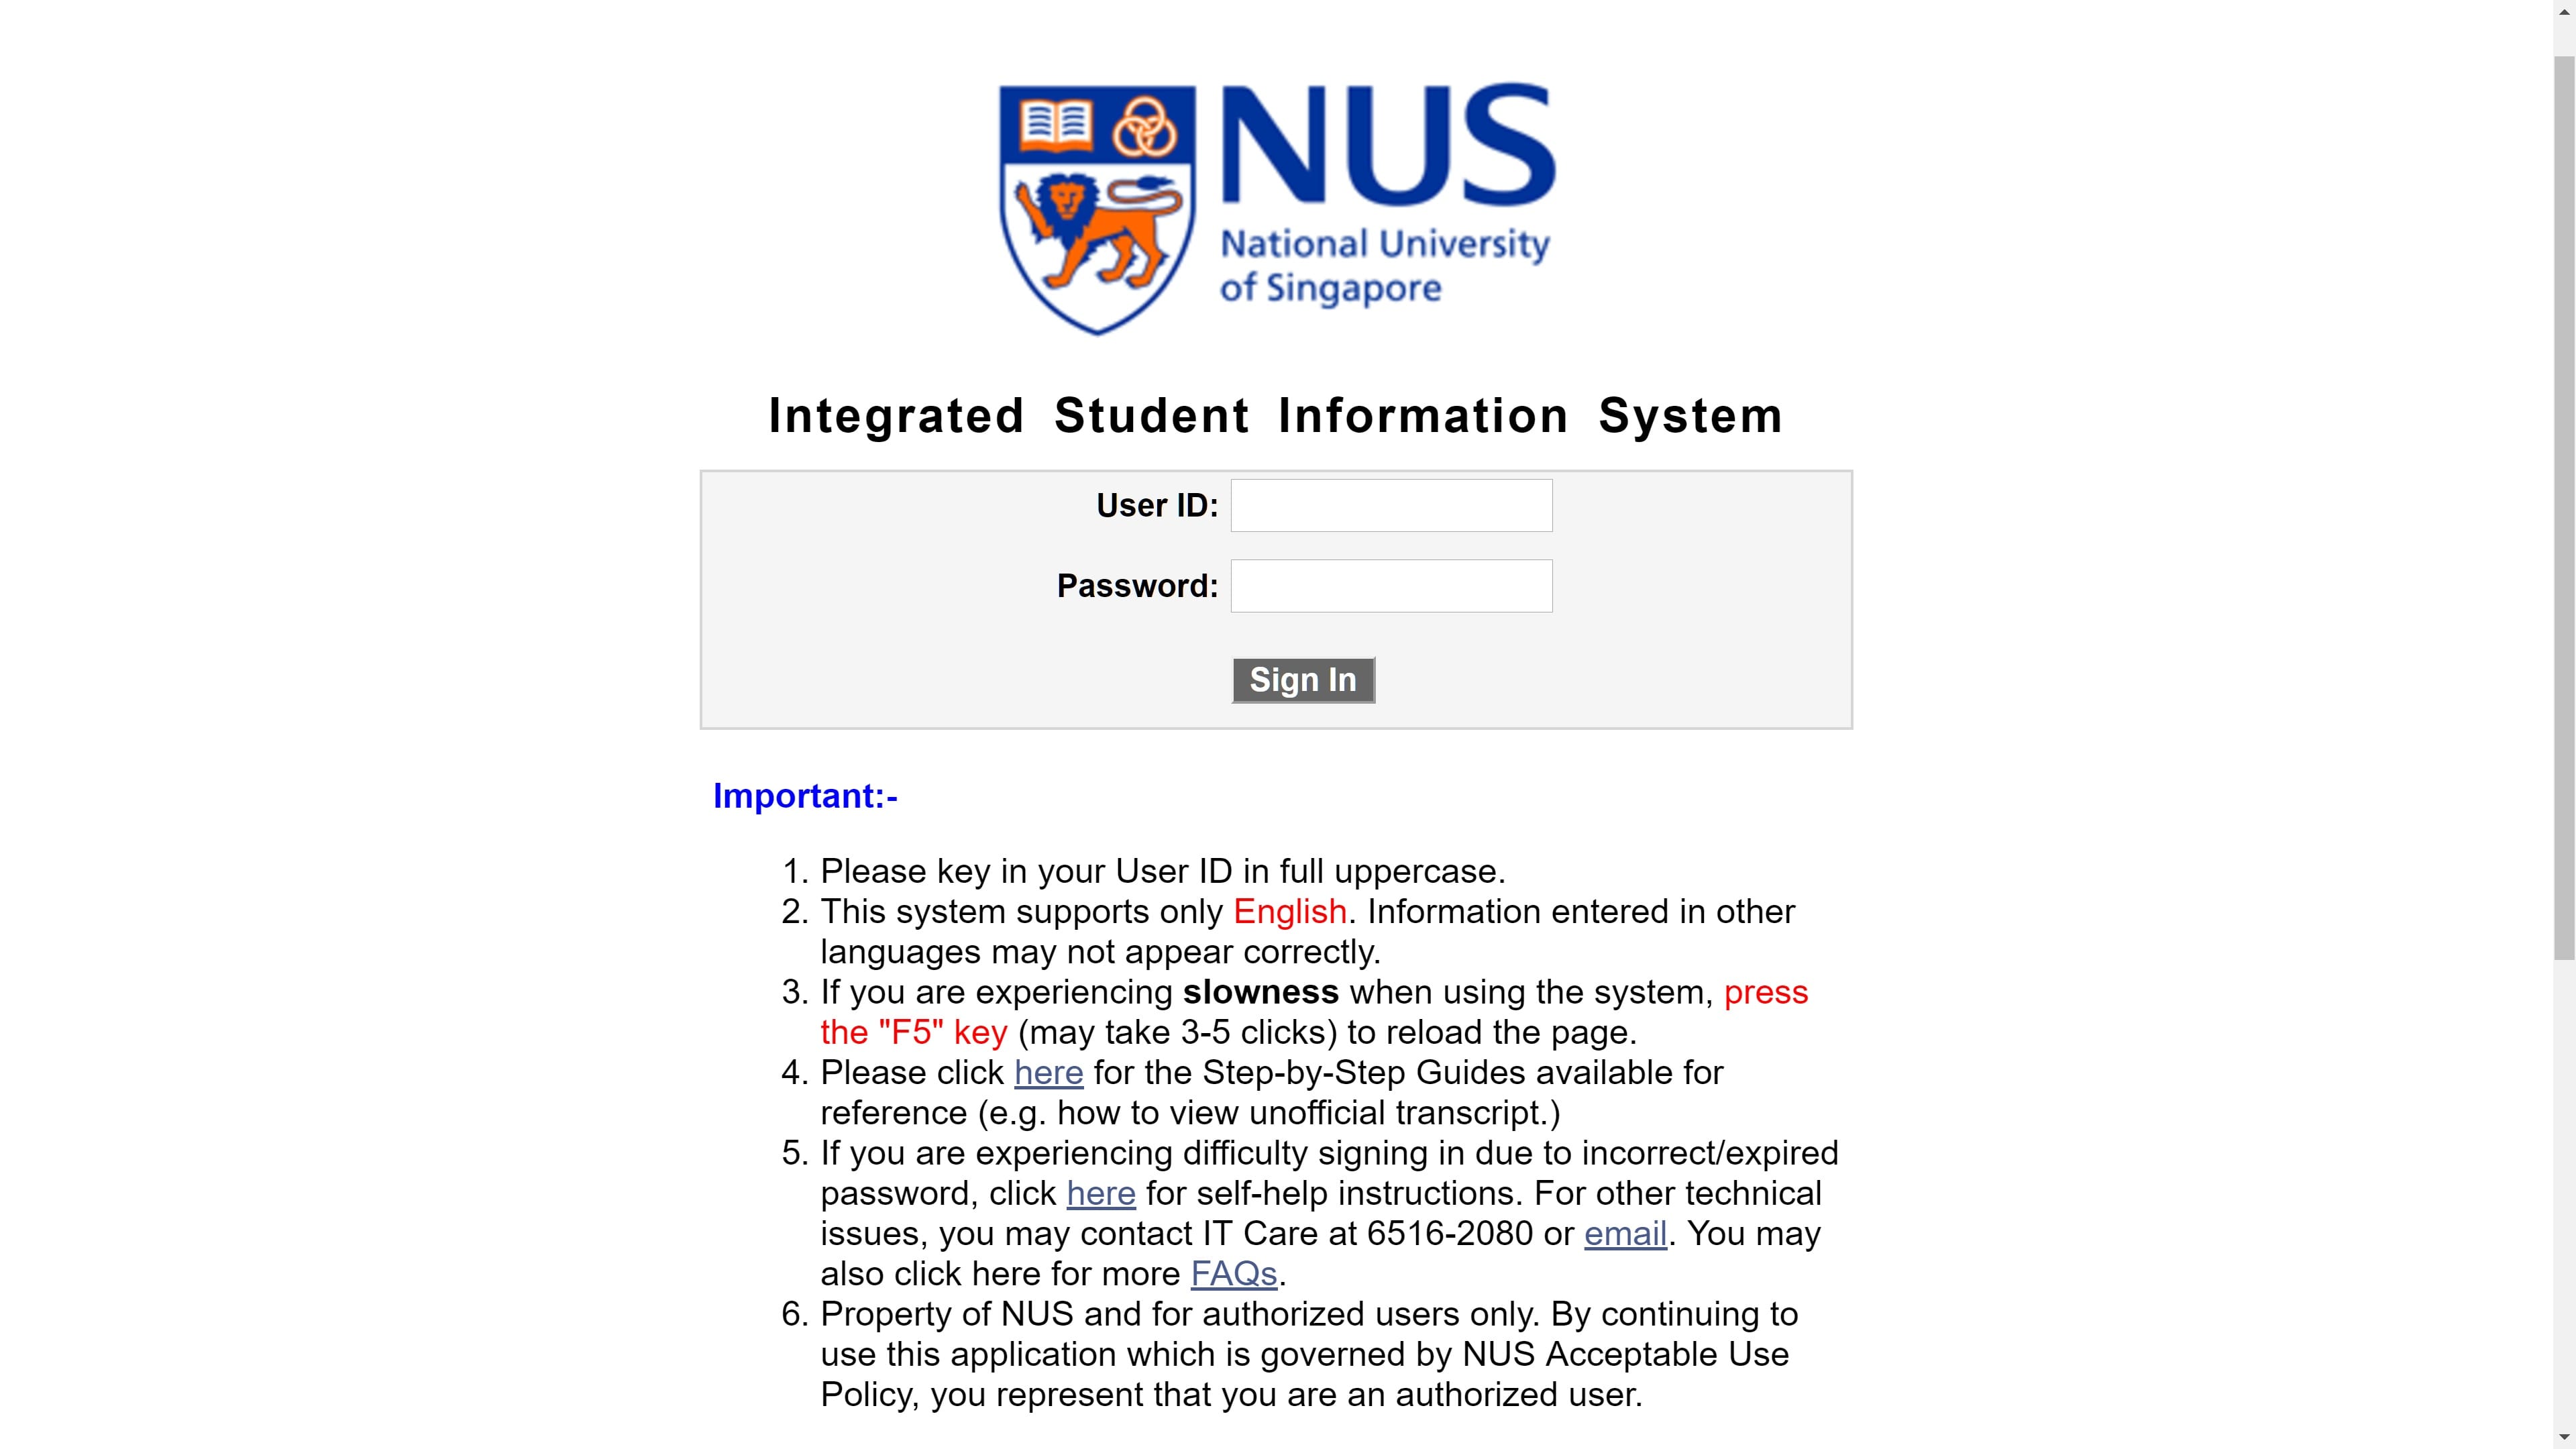 NUS
National University
of Singapore
Integrated Student Information System
User ID:
Password:
Sign In
Important:-
1. Please key in your User ID in full uppercase.
2. This system supports only English. Information entered in other
languages may not appear correctly.
3. If you are experiencing slowness when using the system, press
the "F5" key (may take 3-5 clicks) to reload the page.
4. Please click here for the Step-by-Step Guides available for
reference (e.g. how to view unofficial transcript.)
5. If you are experiencing difficulty signing in due to incorrect/expired
password, click here for self-help instructions. For other technical
issues, you may contact IT Care at 6516-2080 or email. You may
also click here for more FAQs.
6. Property of NUS and for authorized users only. By continuing to
use this application which is governed by NUS Acceptable Use
Policy, you represent that you are an authorized user.